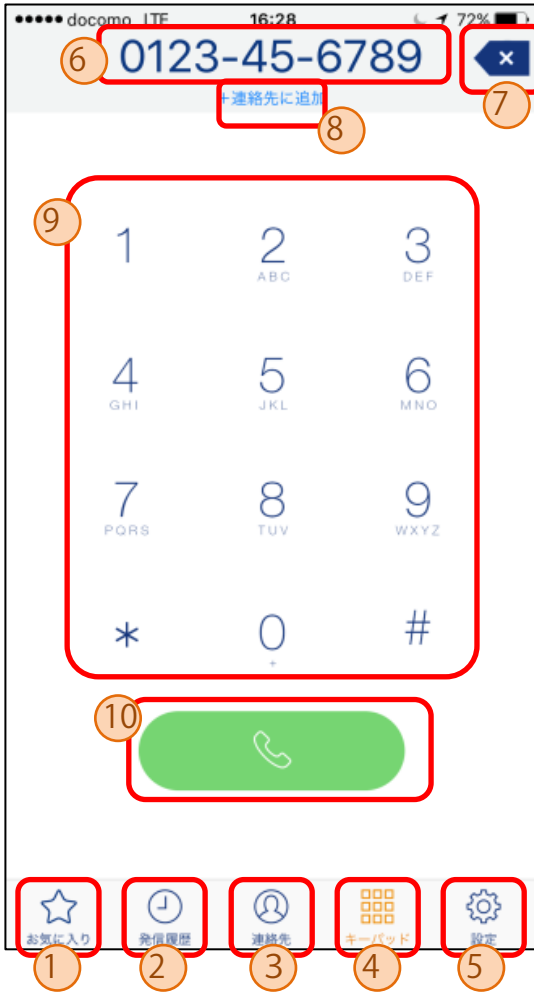 docomo LTE 16:28 72%
6 0123-45-6789 × 7
+連絡先に追加
8
9
1 2 3
ABC DEF
4 5 6
GHI JKL MNO
7 8 9
PQRS TUV WXYZ
* 0 #
+
10
お気に入り 発信履歴 連絡先 キーパッド 設定
1 2 3 4 5